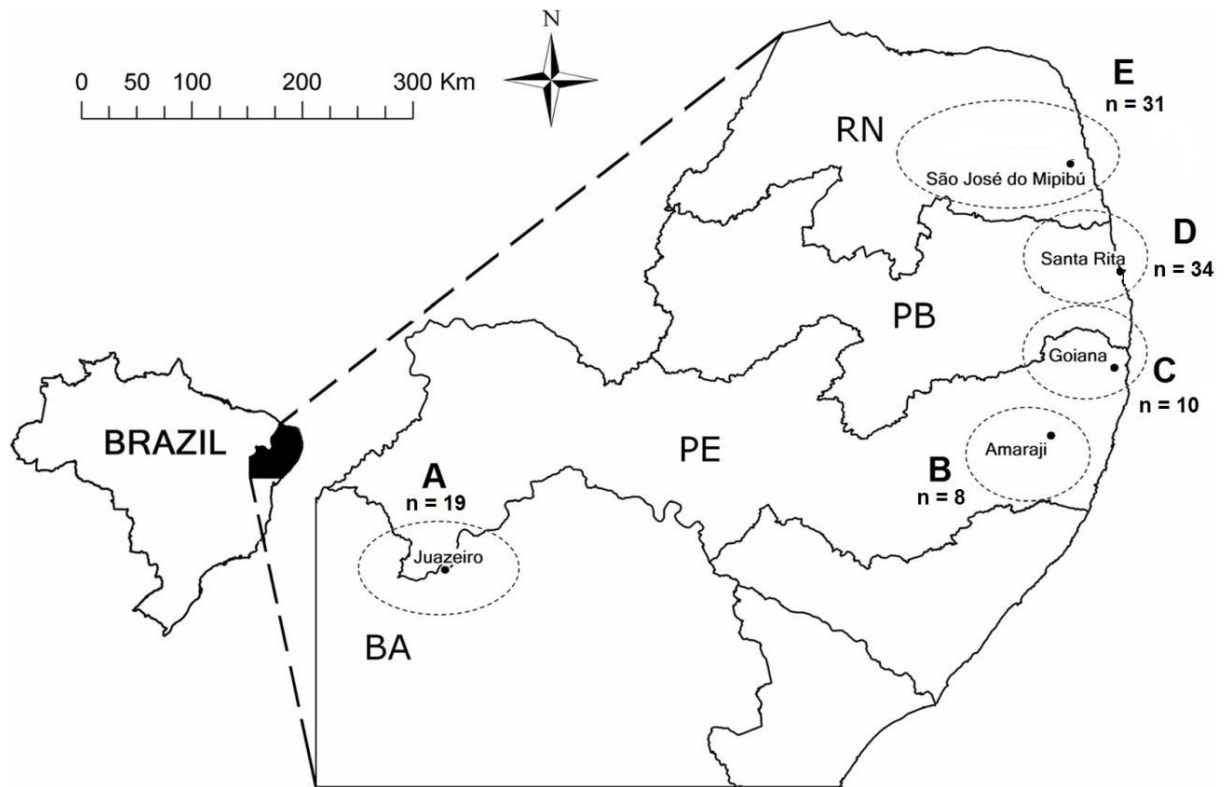 N
0 50 100 200 300 Km
E
n = 31
RN
São José do Mipibú
D
Santa Rita
n = 34
PB
Goiana
C
n = 10
BRAZIL
PE
Amaraji
B
n = 8
A
n = 19
Juazeiro
BA